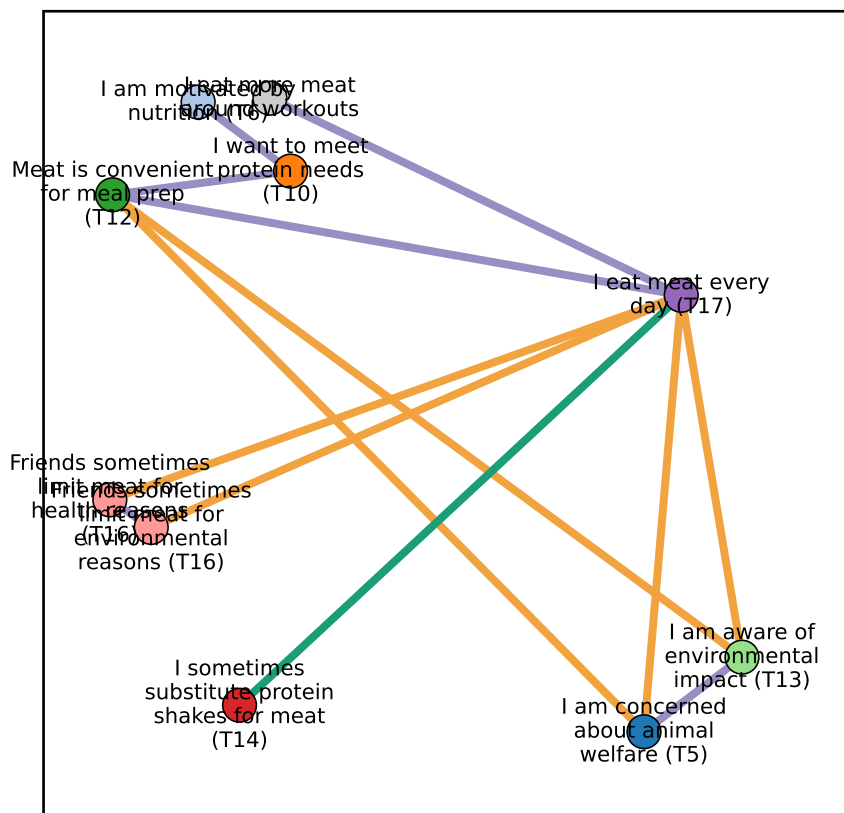 I am motivated by
nutrition (T6)
I eat more meat
around workouts
I want to meet
protein needs
(T10)
Meat is convenient
for meal prep
(T12)
I eat meat every
day (T17)
Friends sometimes
limit meat for
health reasons
(T16)
Friends sometimes
limit meat for
environmental
reasons (T16)
I sometimes
substitute protein
shakes for meat
(T14)
I am aware of
environmental
impact (T13)
I am concerned
about animal
welfare (T5)